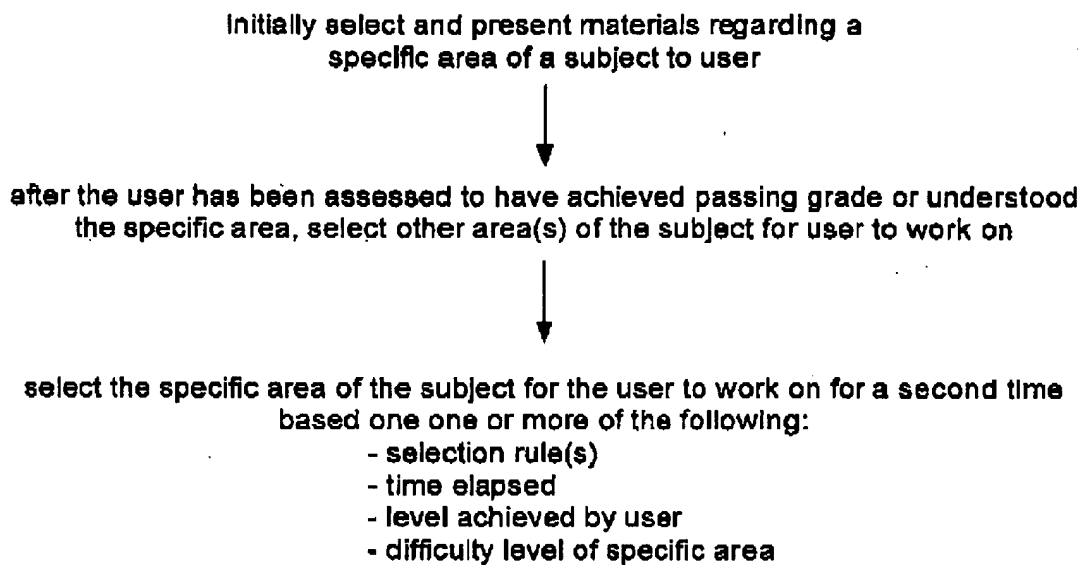 Initially select and present materials regarding a
specific area of a subject to user
after the user has been assessed to have achieved passing grade or understood
the specific area, select other area(s) of the subject for user to work on
select the specific area of the subject for the user to work on for a second time
based one one or more of the following:
- selection rule(s)
- time elapsed
- level achieved by user
- difficulty level of specific area